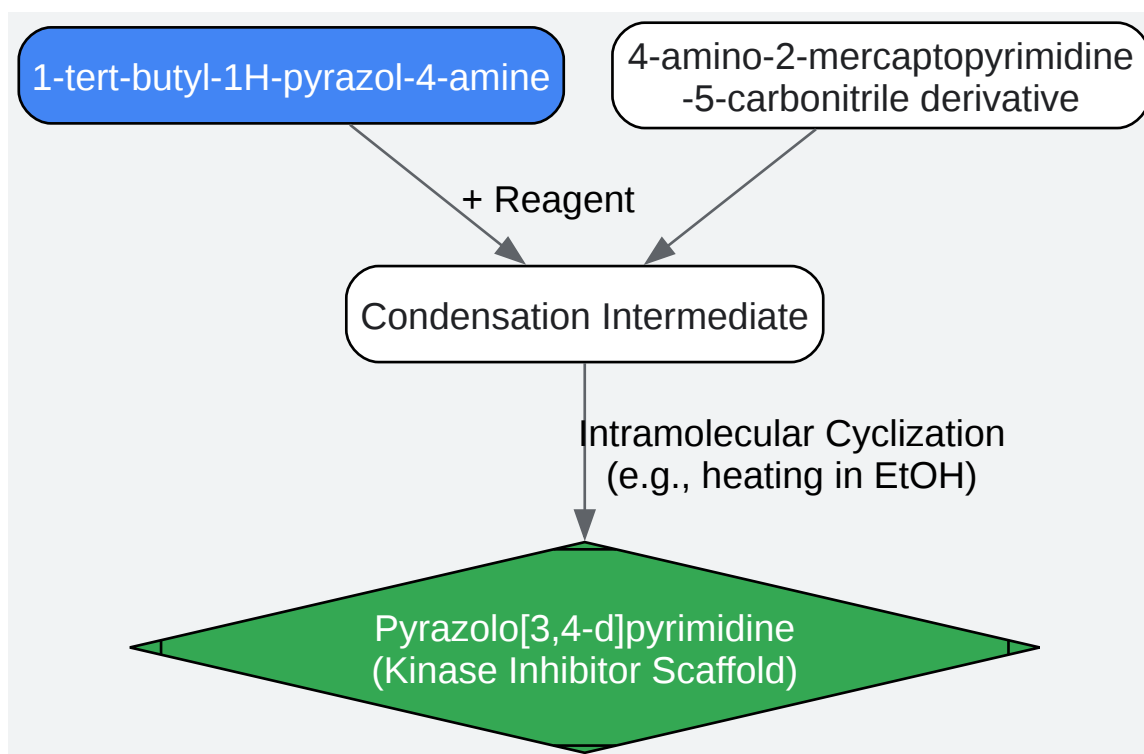 1-tert-butyl-1H-pyrazol-4-amine
4-amino-2-mercaptopyrimidine
-5-carbonitrile derivative
+ Reagent
Condensation Intermediate
Intramolecular Cyclization
(e.g., heating in EtOH)
Pyrazolo[3,4-d]pyrimidine
(Kinase Inhibitor Scaffold)